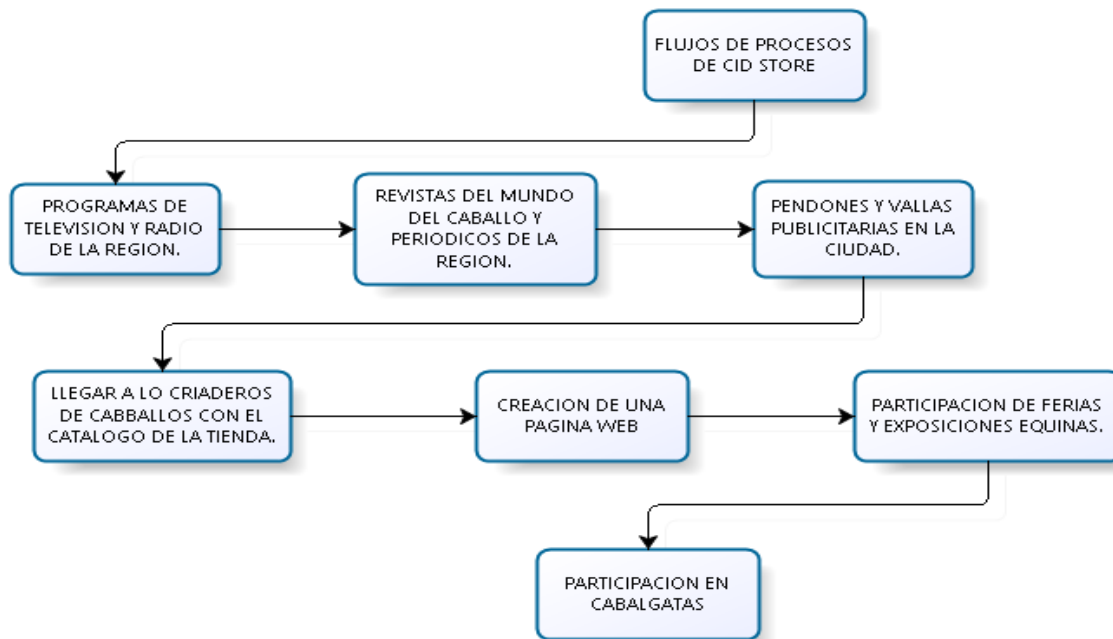 FLUJOS DE PROCESOS
DE CID STORE
PROGRAMAS DE
TELEVISION Y RADIO
DE LA REGION.
REVISTAS DEL MUNDO
DEL CABALLO Y
PERIODICOS DE LA
REGION.
PENDONES Y VALLAS
PUBLICITARIAS EN LA
CIUDAD.
LLEGAR A LO CRIADEROS
DE CABBALLOS CON EL
CATALOGO DE LA TIENDA.
CREACION DE UNA
PAGINA WEB
PARTICIPACION DE FERIAS
Y EXPOSICIONES EQUINAS.
PARTICIPACION EN
CABALGATAS